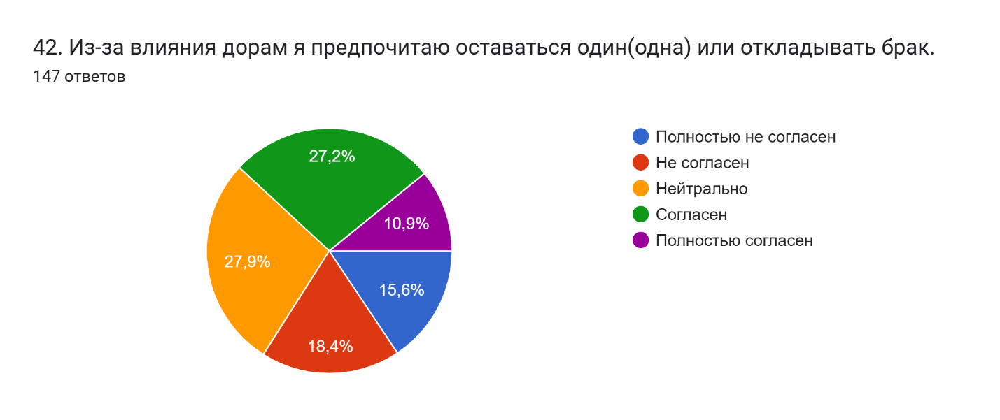 42. Из-за влияния дорам я предпочитаю оставаться один(одна) или откладывать брак.
147 ответов
27,2%
10,9%
27,9%
15,6%
18,4%
Полностью не согласен
Не согласен
Нейтрально
Согласен
Полностью согласен